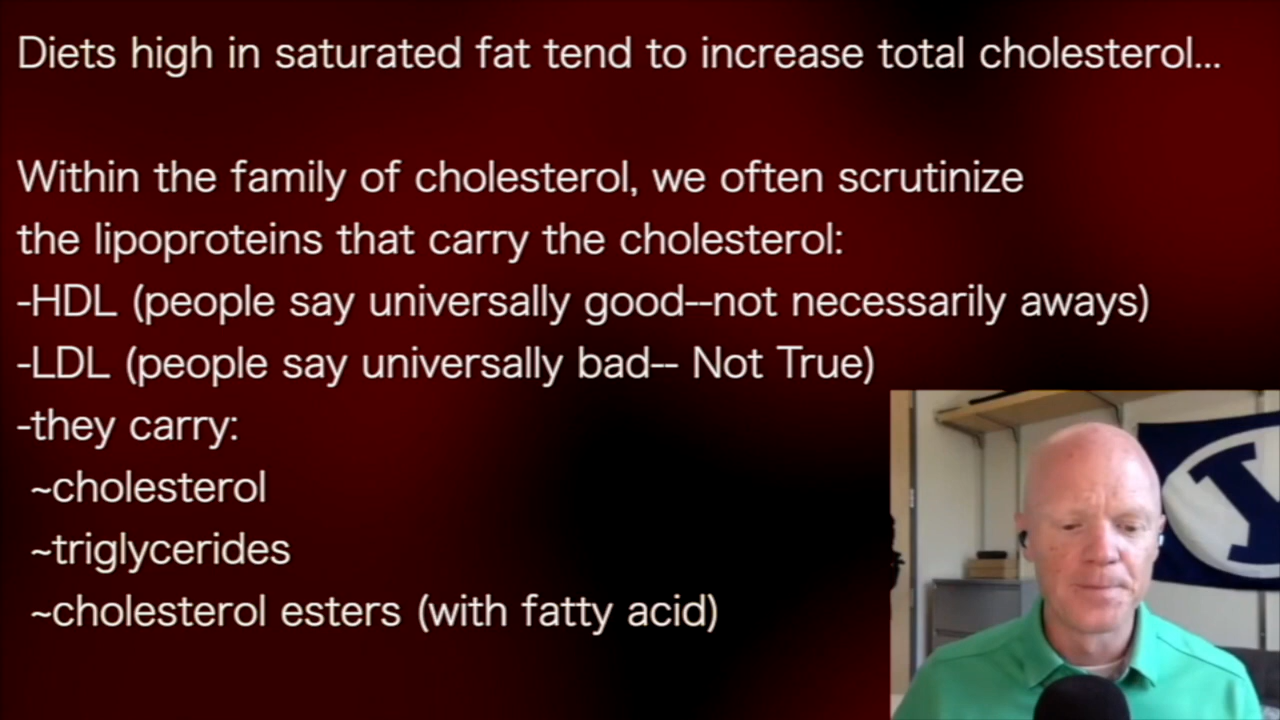 Diets high in saturated fat tend to increase total cholesterol...
Within the family of cholesterol, we often scrutinize
the lipoproteins that carry the cholesterol:
-HDL (people say universally good--not necessarily aways)
-LDL (people say universally bad-- Not True)
-they carry:
~cholesterol
~triglycerides
~cholesterol esters (with fatty acid)
Y